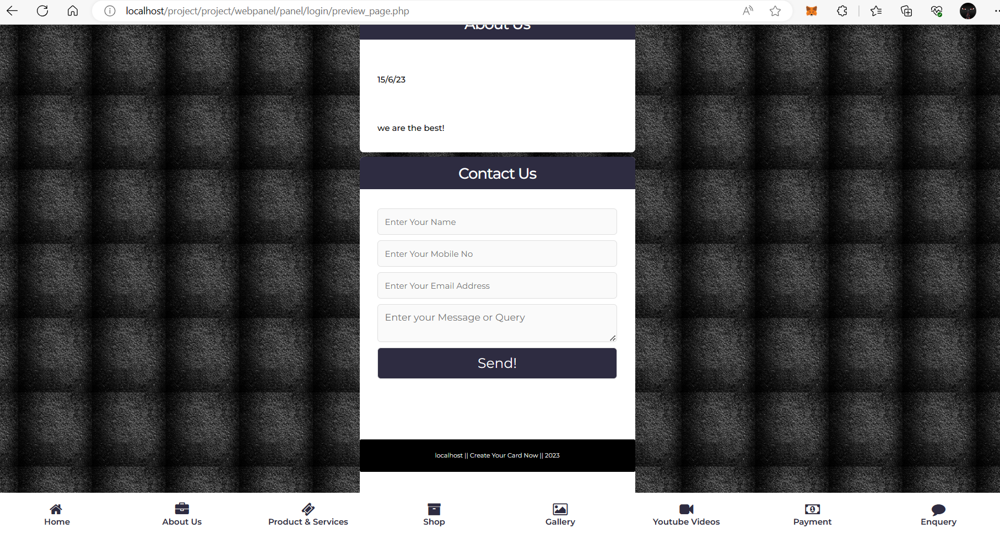 localhost/project/project/webpanel/panel/login/preview_page.php
About Us
15/6/23
we are the best!
Contact Us
Enter Your Name
Enter Your Mobile No
Enter Your Email Address
Enter your Message or Query
Send!
localhost || Create Your Card Now || 2023
Home
About Us
Product & Services
Shop
Gallery
Youtube Videos
Payment
Enquery